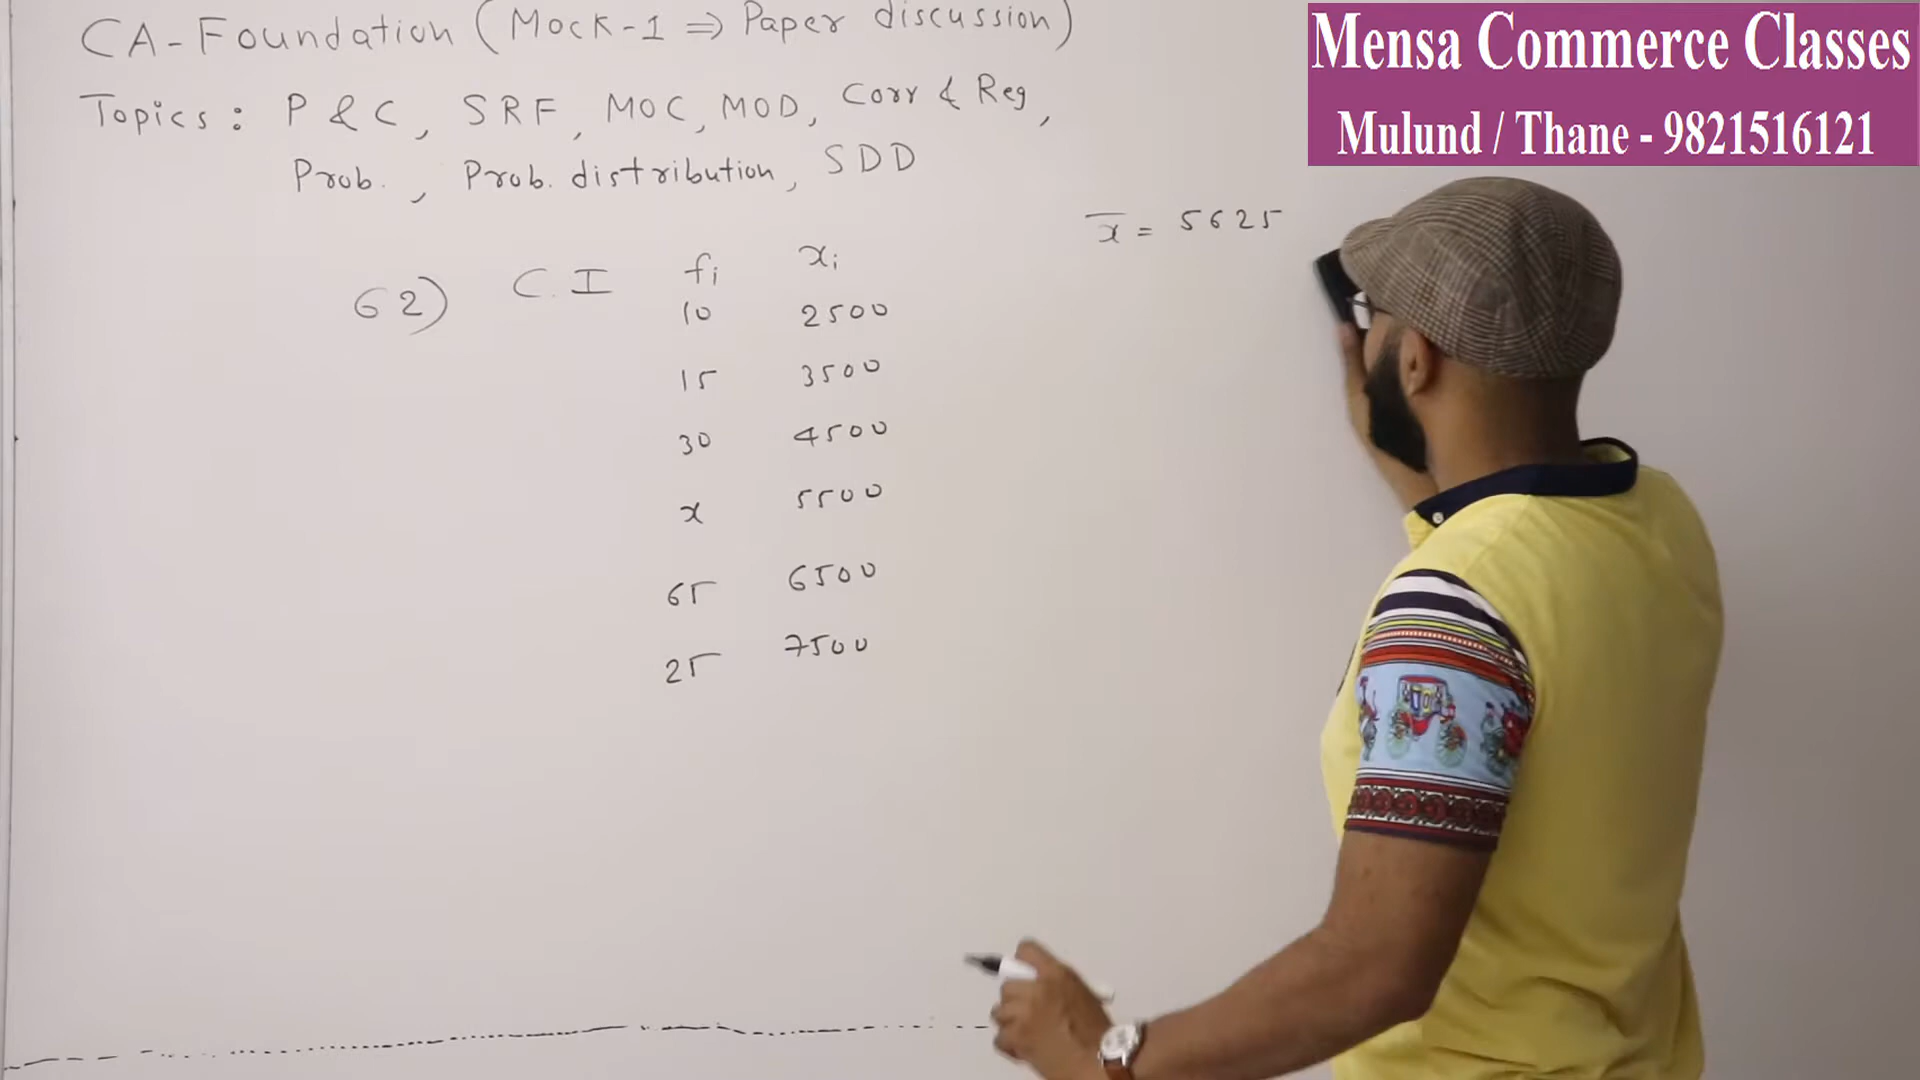 CA-Foundation (Mock-1 ⇒ Paper discussion)
Topics: P & C, SRF, MOC, MOD, Corr & Reg,
Prob., Prob. distribution, SDD
Mensa Commerce Classes
Mulund / Thane - 9821516121
x̄ = 5625
62) C.I fi xi
10 2500
15 3500
30 4500
x 5500
65 6500
25 7500